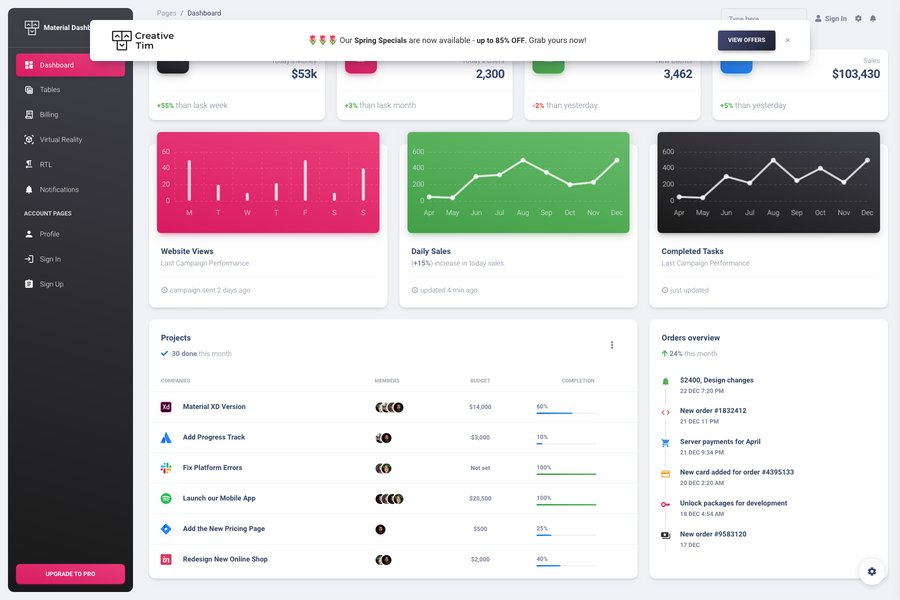 Material Dashb
Pages / Dashboard
Type here
Sign In
Creative
Tim
🌷🌷🌷 Our Spring Specials are now available - up to 85% OFF. Grab yours now!
VIEW OFFERS
×
Dashboard
Tables
Billing
Virtual Reality
RTL
Notifications
ACCOUNT PAGES
Profile
Sign In
Sign Up
UPGRADE TO PRO
$53k
+55% than lask week
2,300
+3% than last month
3,462
-2% than yesterday
Sales
$103,430
+5% than yesterday
60
40
20
0
M T W T F S S
Website Views
Last Campaign Performance
campaign sent 2 days ago
600
400
200
0
Apr May Jun Jul Aug Sep Oct Nov Dec
Daily Sales
(+15%) increase in today sales.
updated 4 min ago
600
400
200
0
Apr May Jun Jul Aug Sep Oct Nov Dec
Completed Tasks
Last Campaign Performance
just updated
Projects
30 done this month
COMPANIES MEMBERS BUDGET COMPLETION
Xd Material XD Version $14,000 60%
Add Progress Track $3,000 10%
Fix Platform Errors Not set 100%
Launch our Mobile App $20,500 100%
Add the New Pricing Page $500 25%
in Redesign New Online Shop $2,000 40%
Orders overview
24% this month
$2400, Design changes
22 DEC 7:20 PM
New order #1832412
21 DEC 11 PM
Server payments for April
21 DEC 9:34 PM
New card added for order #4395133
20 DEC 2:20 AM
Unlock packages for development
18 DEC 4:54 AM
New order #9583120
17 DEC